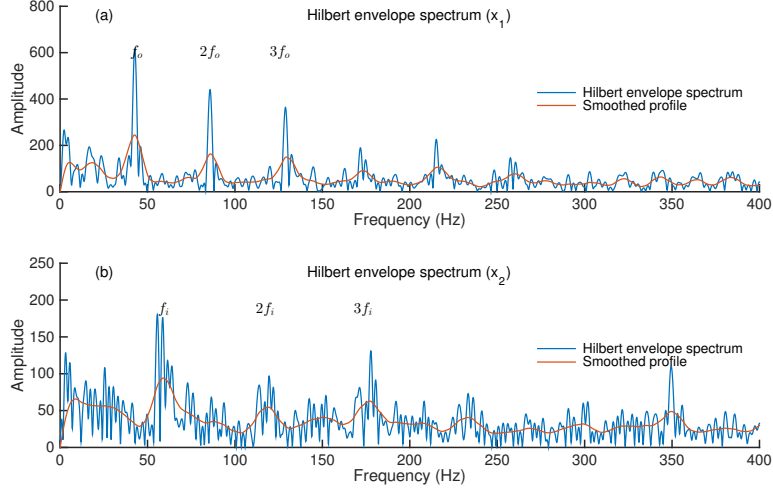 (a)
Hilbert envelope spectrum (x1)
800
600
400
200
0
Amplitude
fo
2fo
3fo
Hilbert envelope spectrum
Smoothed profile
0 50 100 150 200 250 300 350 400
Frequency (Hz)
(b)
Hilbert envelope spectrum (x2)
250
200
150
100
50
0
Amplitude
fi
2fi
3fi
Hilbert envelope spectrum
Smoothed profile
0 50 100 150 200 250 300 350 400
Frequency (Hz)